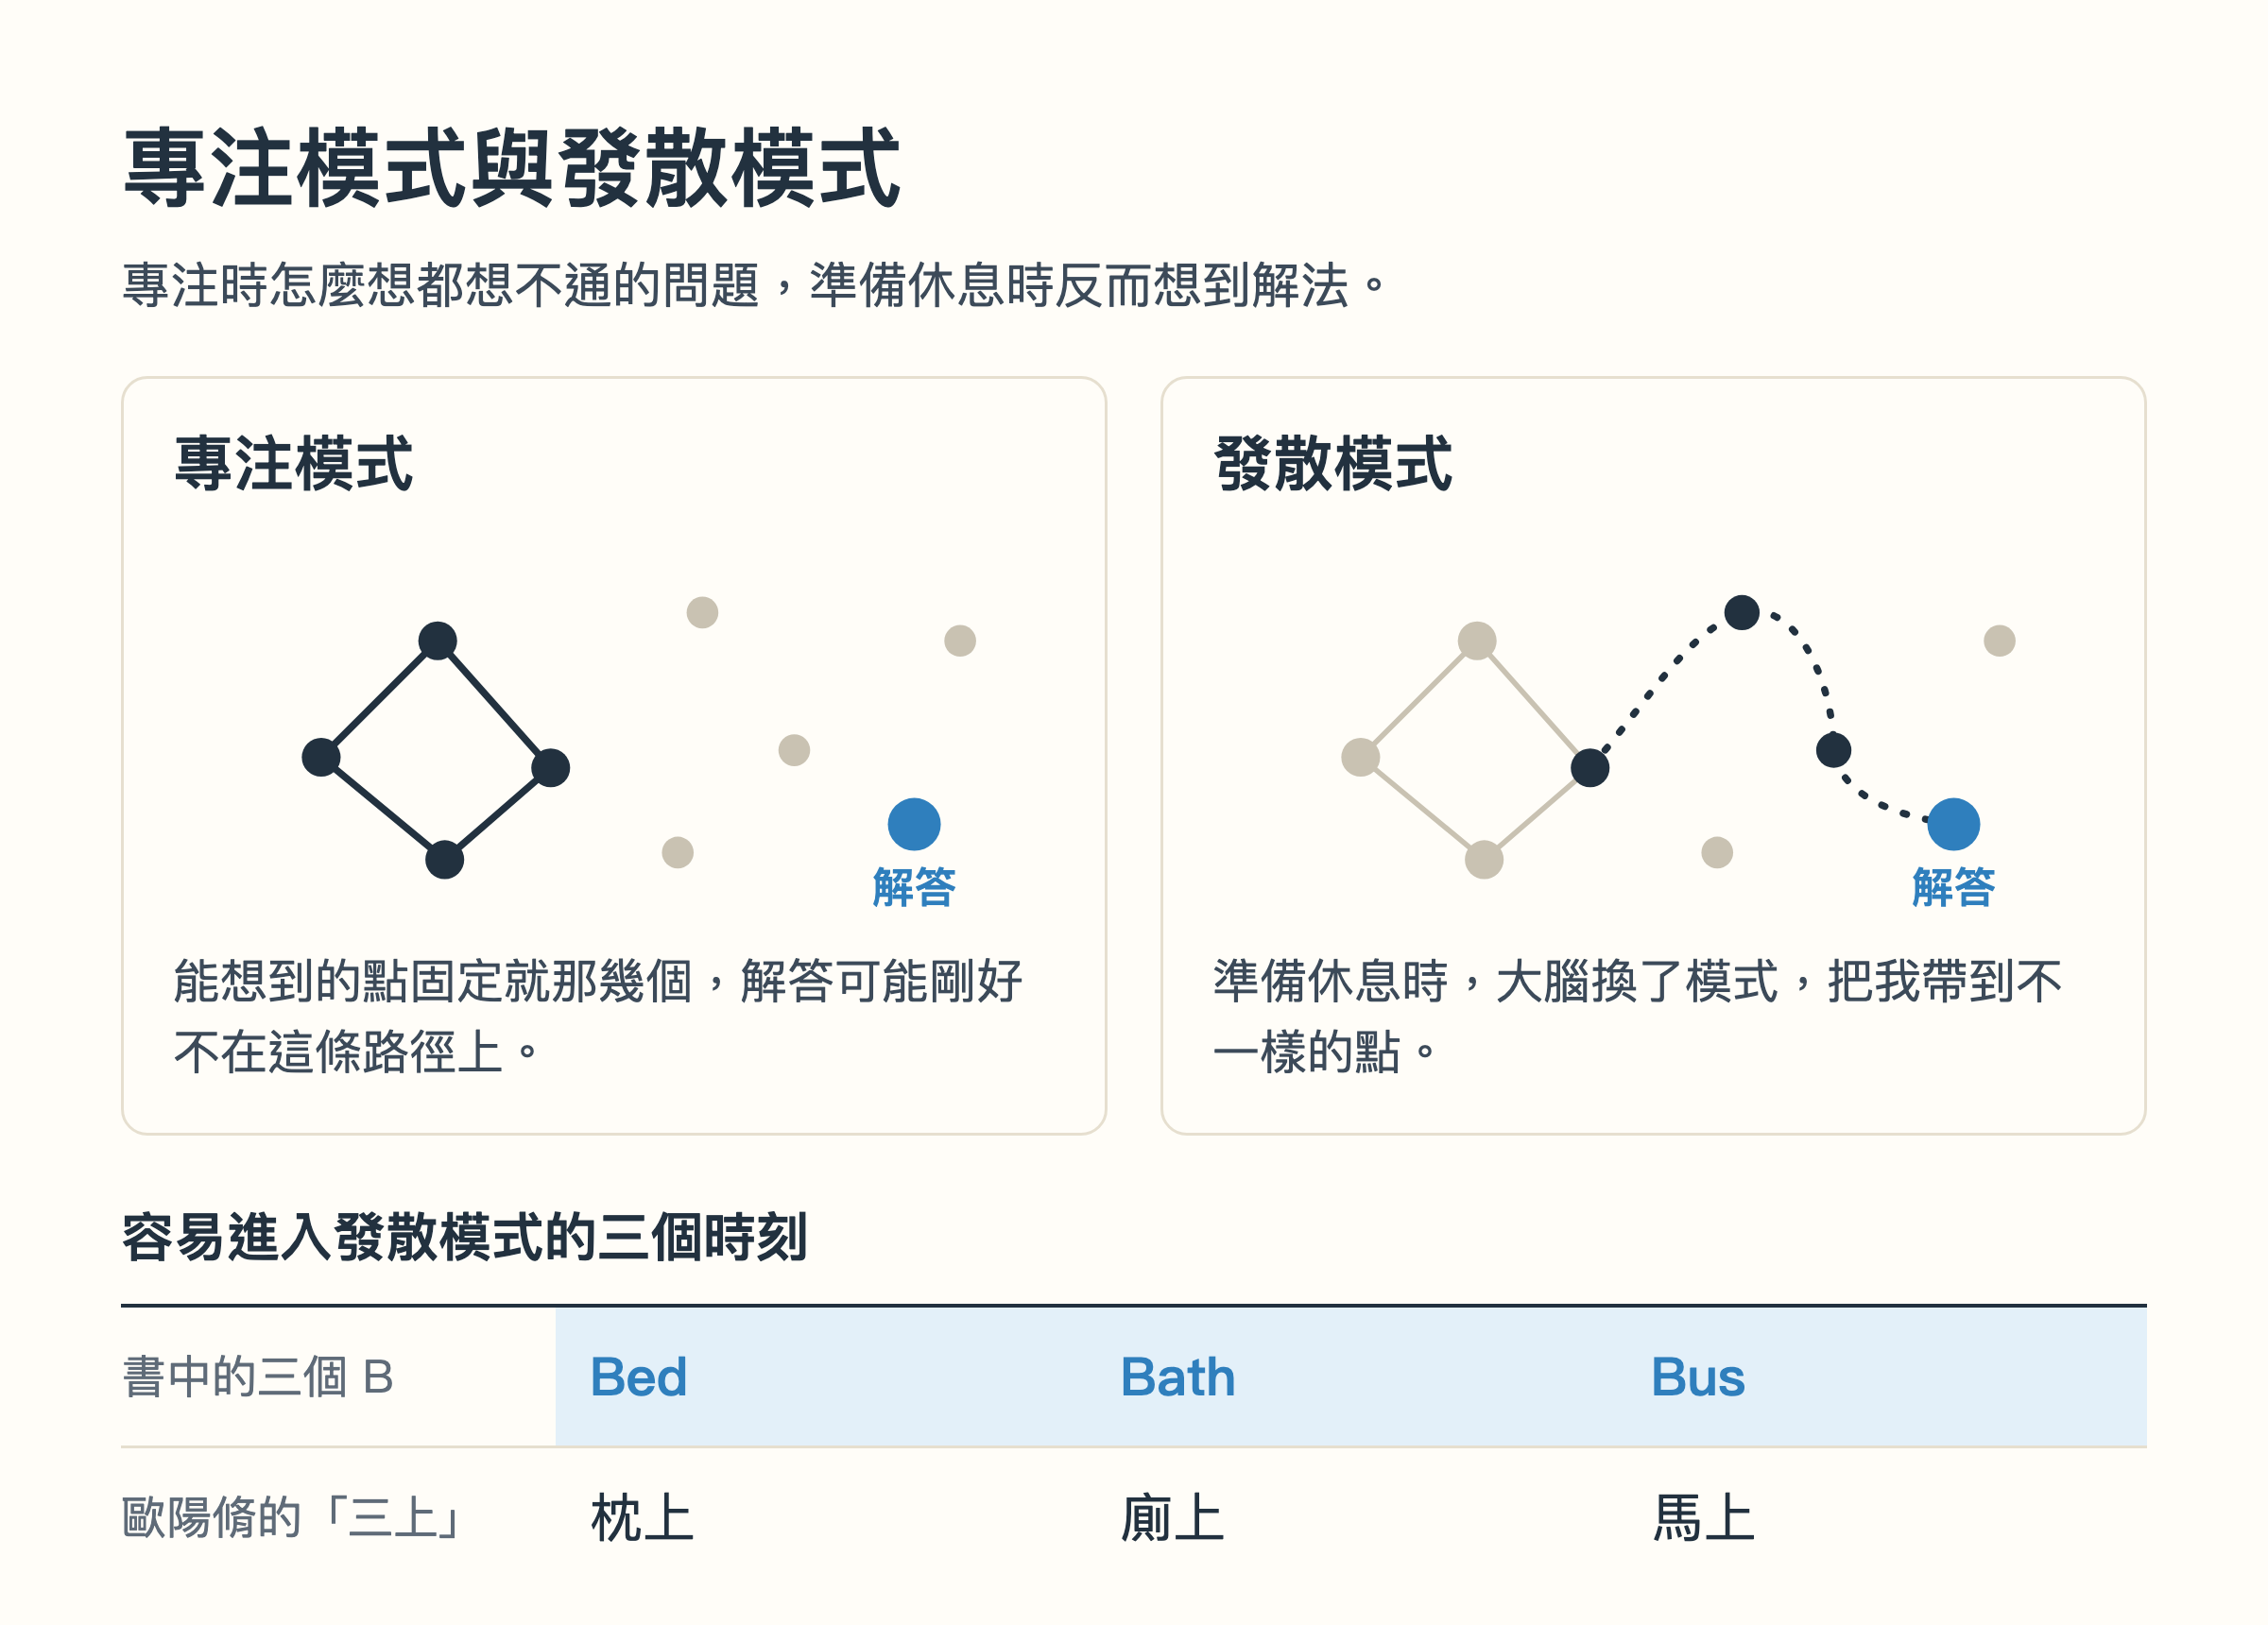 專注模式與發散模式
專注時怎麼想都想不通的問題，準備休息時反而想到解法。
專注模式
解答
能想到的點固定就那幾個，解答可能剛好
不在這條路徑上。
發散模式
解答
準備休息時，大腦換了模式，把我帶到不
一樣的點。
容易進入發散模式的三個時刻
書中的三個 B Bed Bath Bus
歐陽修的「三上」 枕上 廁上 馬上